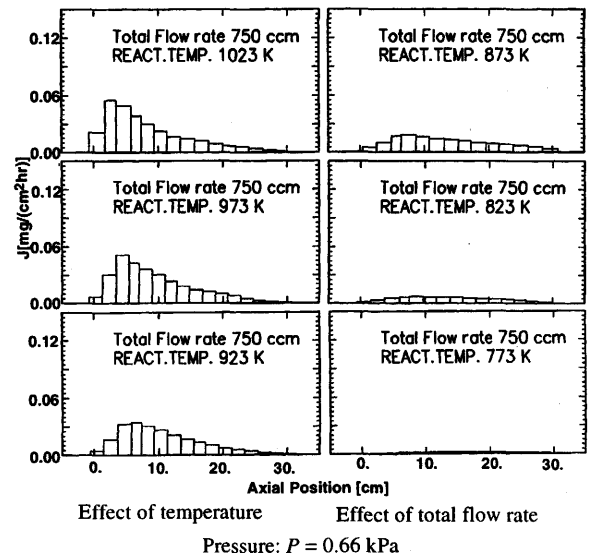 0.12
Total Flow rate 750 ccm
REACT.TEMP. 1023 K
Total Flow rate 750 ccm
REACT.TEMP. 873 K
0.06
0.00
0.12
Total Flow rate 750 ccm
REACT.TEMP. 973 K
Total Flow rate 750 ccm
REACT.TEMP. 823 K
J[mg/(cm²hr)]
0.06
0.00
0.12
Total Flow rate 750 ccm
REACT.TEMP. 923 K
Total Flow rate 750 ccm
REACT.TEMP. 773 K
0.06
0.00
0. 10. 20. 30. 0. 10. 20. 30.
Axial Position [cm]
Effect of temperature Effect of total flow rate
Pressure: P = 0.66 kPa